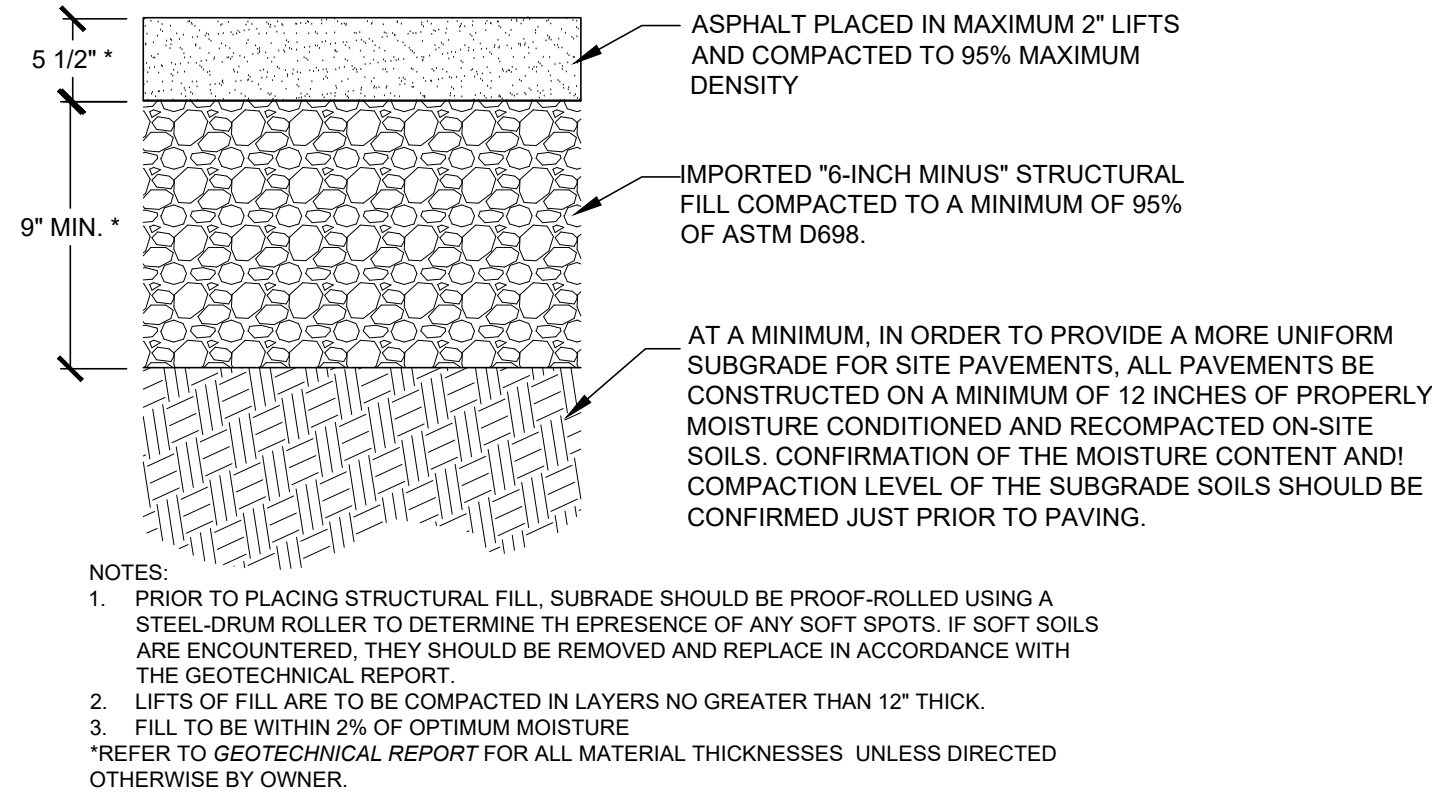 5 1/2" *
ASPHALT PLACED IN MAXIMUM 2" LIFTS
AND COMPACTED TO 95% MAXIMUM
DENSITY
9" MIN. *
IMPORTED "6-INCH MINUS" STRUCTURAL
FILL COMPACTED TO A MINIMUM OF 95%
OF ASTM D698.
AT A MINIMUM, IN ORDER TO PROVIDE A MORE UNIFORM
SUBGRADE FOR SITE PAVEMENTS, ALL PAVEMENTS BE
CONSTRUCTED ON A MINIMUM OF 12 INCHES OF PROPERLY
MOISTURE CONDITIONED AND RECOMPACTED ON-SITE
SOILS. CONFIRMATION OF THE MOISTURE CONTENT AND!
COMPACTION LEVEL OF THE SUBGRADE SOILS SHOULD BE
CONFIRMED JUST PRIOR TO PAVING.
NOTES:
1. PRIOR TO PLACING STRUCTURAL FILL, SUBRADE SHOULD BE PROOF-ROLLED USING A
STEEL-DRUM ROLLER TO DETERMINE TH EPRESENCE OF ANY SOFT SPOTS. IF SOFT SOILS
ARE ENCOUNTERED, THEY SHOULD BE REMOVED AND REPLACE IN ACCORDANCE WITH
THE GEOTECHNICAL REPORT.
2. LIFTS OF FILL ARE TO BE COMPACTED IN LAYERS NO GREATER THAN 12" THICK.
3. FILL TO BE WITHIN 2% OF OPTIMUM MOISTURE
*REFER TO GEOTECHNICAL REPORT FOR ALL MATERIAL THICKNESSES UNLESS DIRECTED
OTHERWISE BY OWNER.